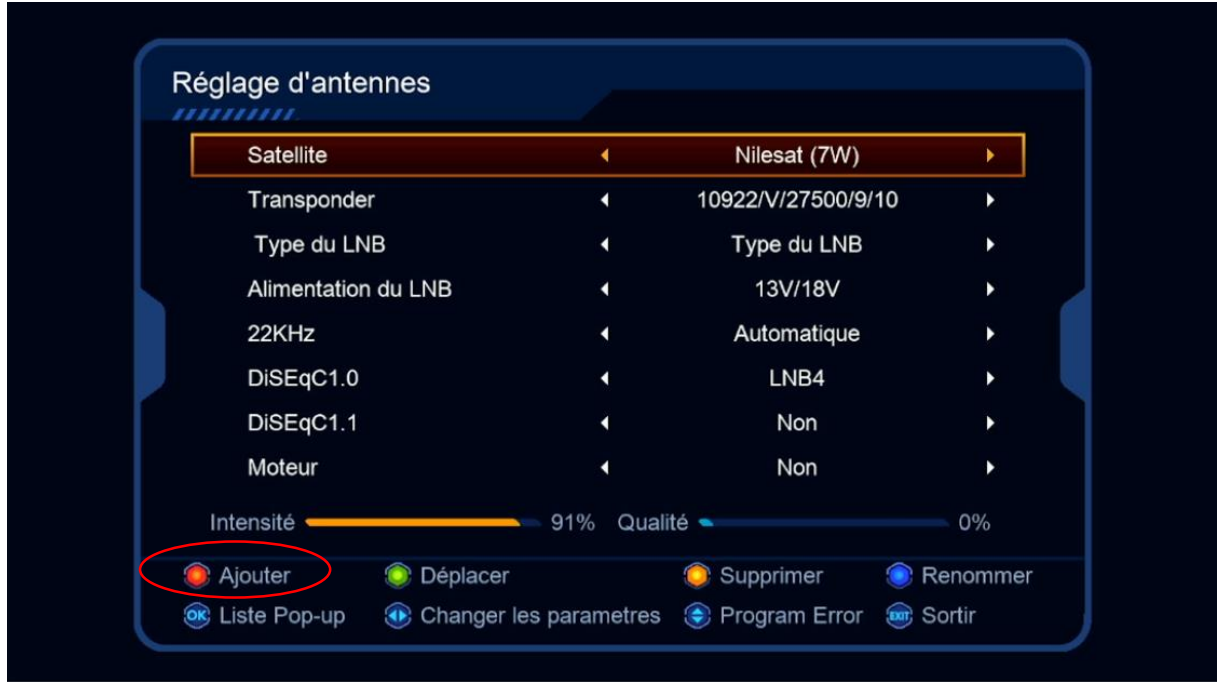 Réglage d'antennes
Satellite Nilesat (7W)
Transponder 10922/V/27500/9/10
Type du LNB Type du LNB
Alimentation du LNB 13V/18V
22KHz Automatique
DiSEqC1.0 LNB4
DiSEqC1.1 Non
Moteur Non
Intensité 91% Qualité 0%
Ajouter Déplacer Supprimer Renommer
OK Liste Pop-up Changer les parametres Program Error EXIT Sortir